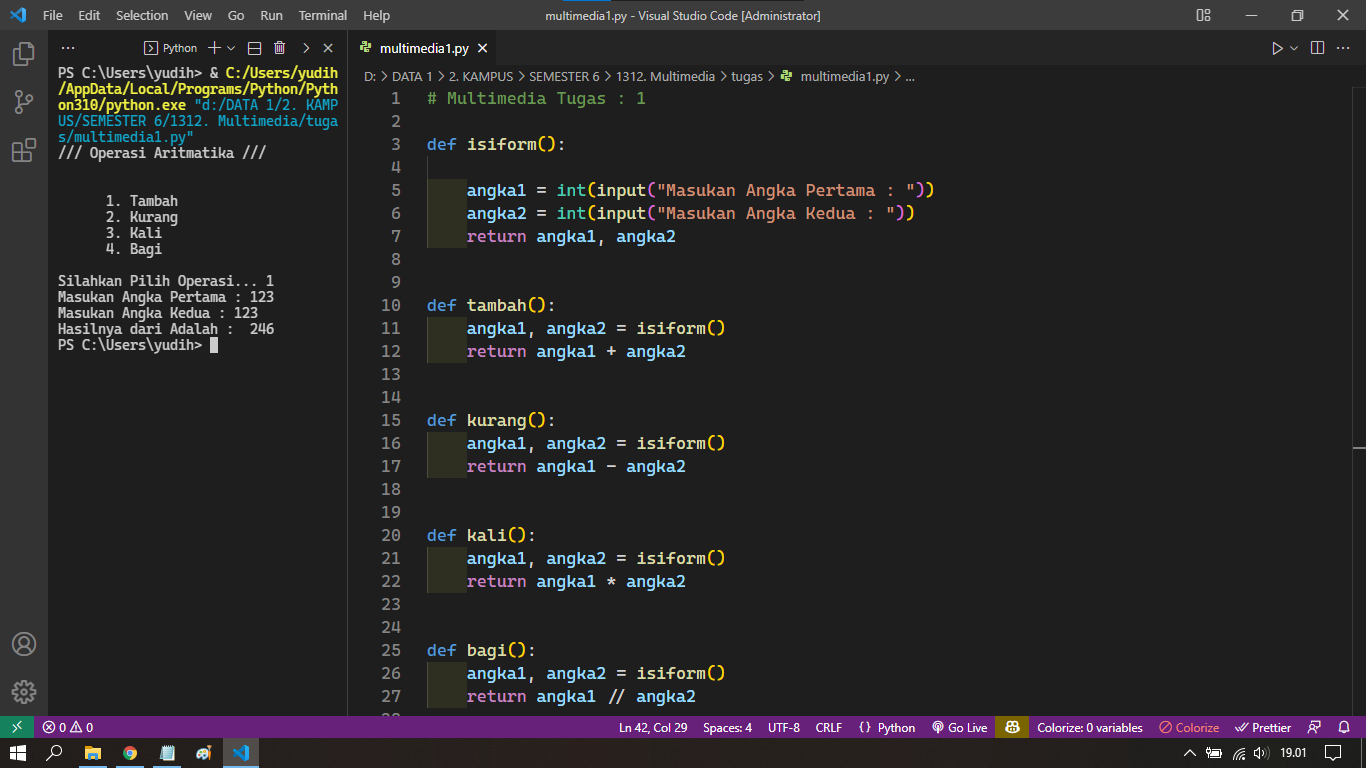 File Edit Selection View Go Run Terminal Help
multimedia1.py - Visual Studio Code [Administrator]
Python
PS C:\Users\yudih> & C:/Users/yudih
/AppData/Local/Programs/Python/Pyth
on310/python.exe "d:/DATA 1/2. KAMP
US/SEMESTER 6/1312. Multimedia/tuga
s/multimedia1.py"
/// Operasi Aritmatika ///
1. Tambah
2. Kurang
3. Kali
4. Bagi
Silahkan Pilih Operasi... 1
Masukan Angka Pertama : 123
Masukan Angka Kedua : 123
Hasilnya dari Adalah :  246
PS C:\Users\yudih>
multimedia1.py
D: > DATA 1 > 2. KAMPUS > SEMESTER 6 > 1312. Multimedia > tugas > multimedia1.py > ...
1 # Multimedia Tugas : 1
2
3 def isiform():
4
5     angka1 = int(input("Masukan Angka Pertama : "))
6     angka2 = int(input("Masukan Angka Kedua : "))
7     return angka1, angka2
8
9
10 def tambah():
11     angka1, angka2 = isiform()
12     return angka1 + angka2
13
14
15 def kurang():
16     angka1, angka2 = isiform()
17     return angka1 - angka2
18
19
20 def kali():
21     angka1, angka2 = isiform()
22     return angka1 * angka2
23
24
25 def bagi():
26     angka1, angka2 = isiform()
27     return angka1 // angka2
0 0
Ln 42, Col 29 Spaces: 4 UTF-8 CRLF {} Python Go Live Colorize: 0 variables Colorize Prettier
19.01